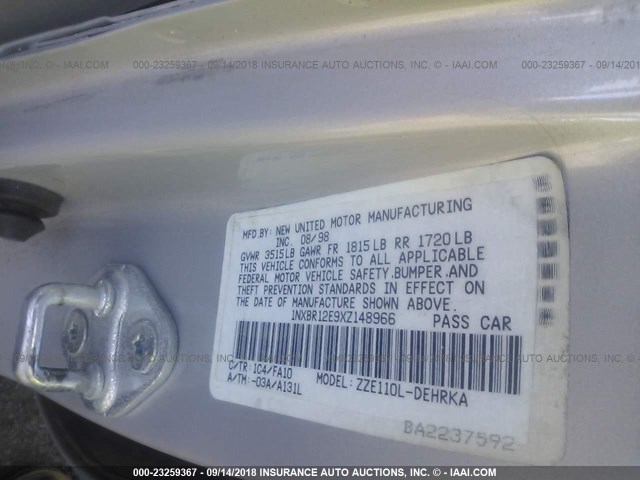 000-23259367 - 09/14/2018 INSURANCE AUTO AUCTIONS, INC. - IAAI.COM 000-23259367 - 09/14/2018
MFD.BY: NEW UNITED MOTOR MANUFACTURING
INC. 08/98
GVWR 3515LB GAWR FR 1815LB RR 1720LB
THIS VEHICLE CONFORMS TO ALL APPLICABLE
FEDERAL MOTOR VEHICLE SAFETY.BUMPER.AND
THEFT PREVENTION STANDARDS IN EFFECT ON
THE DATE OF MANUFACTURE SHOWN ABOVE.
1NXBR12E9XZ148966 PASS CAR
C/TR: 1C4/FA10
A/TM: -03A/A131L MODEL: ZZE110L-DEHRKA
BA2237592
000-23259367 - 09/14/2018 INSURANCE AUTO AUCTIONS, INC. - IAAI.COM